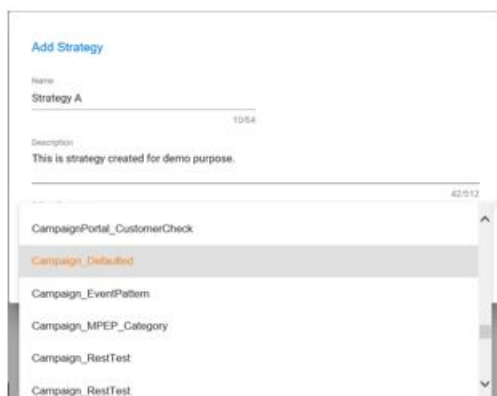 Add Strategy
Name
Strategy A
10/64
Description
This is strategy created for demo purpose.
42/512
CampaignPortal_CustomerCheck
Campaign_Defaulted
Campaign_EventPattern
Campaign_MPEP_Category
Campaign_RestTest
Campaign_RestTest